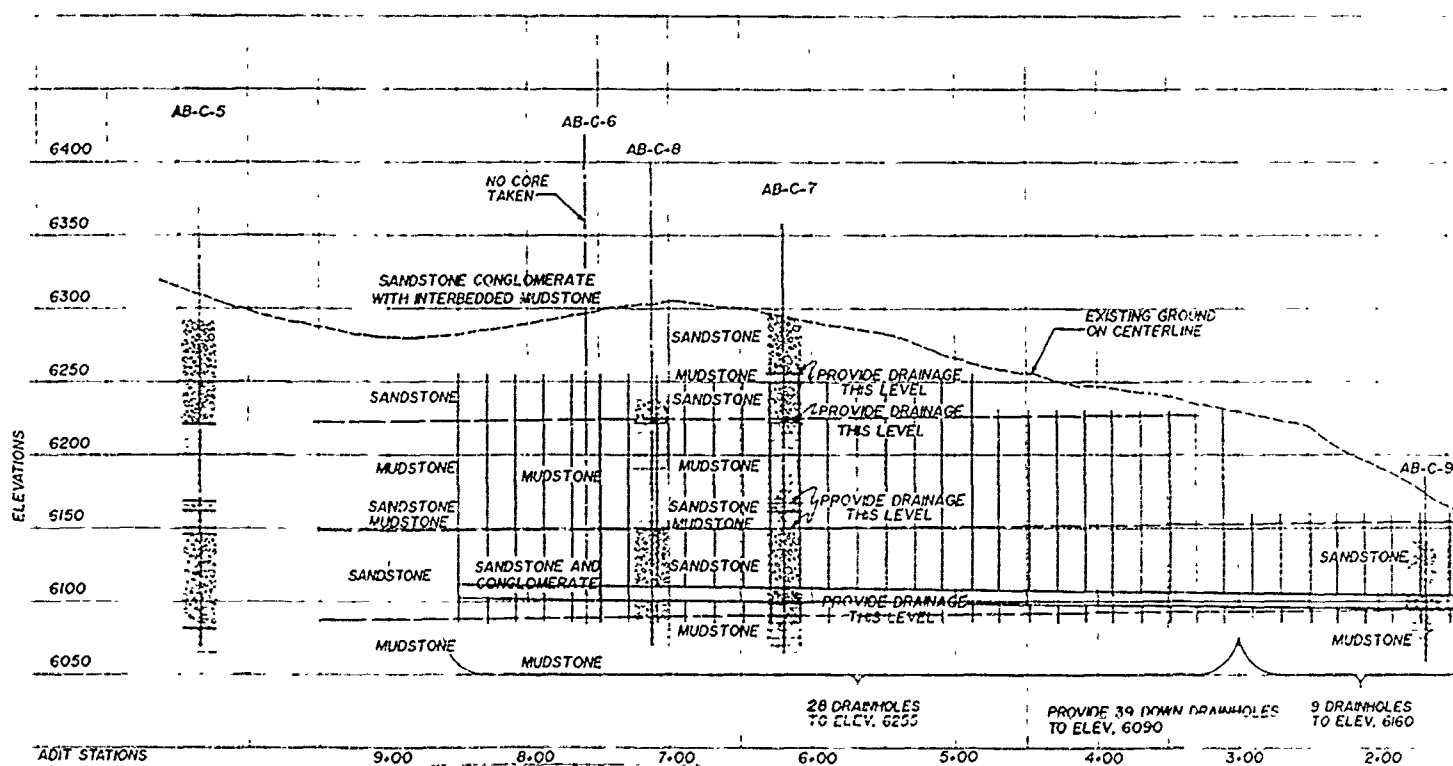 AB-C-5
AB-C-6
AB-C-8
AB-C-7
NO CORE
TAKEN
6400
6350
6300
6250
6200
6150
6100
6050
ELEVATIONS
SANDSTONE CONGLOMERATE
WITH INTERBEDDED MUDSTONE
EXISTING GROUND
ON CENTERLINE
SANDSTONE
MUDSTONE
PROVIDE DRAINAGE
THIS LEVEL
SANDSTONE
SANDSTONE
PROVIDE DRAINAGE
THIS LEVEL
MUDSTONE
MUDSTONE
MUDSTONE
AB-C-9
SANDSTONE
MUDSTONE
SANDSTONE
MUDSTONE
PROVIDE DRAINAGE
THIS LEVEL
SANDSTONE
SANDSTONE AND
CONGLOMERATE
SANDSTONE
SANDSTONE
PROVIDE DRAINAGE
THIS LEVEL
MUDSTONE
MUDSTONE
MUDSTONE
MUDSTONE
28 DRAINHOLES
TO ELEV. 6255
PROVIDE 39 DOWN DRAINHOLES
TO ELEV. 6090
9 DRAINHOLES
TO ELEV. 6160
ADIT STATIONS
9+00
8+00
7+00
6+00
5+00
4+00
3+00
2+00